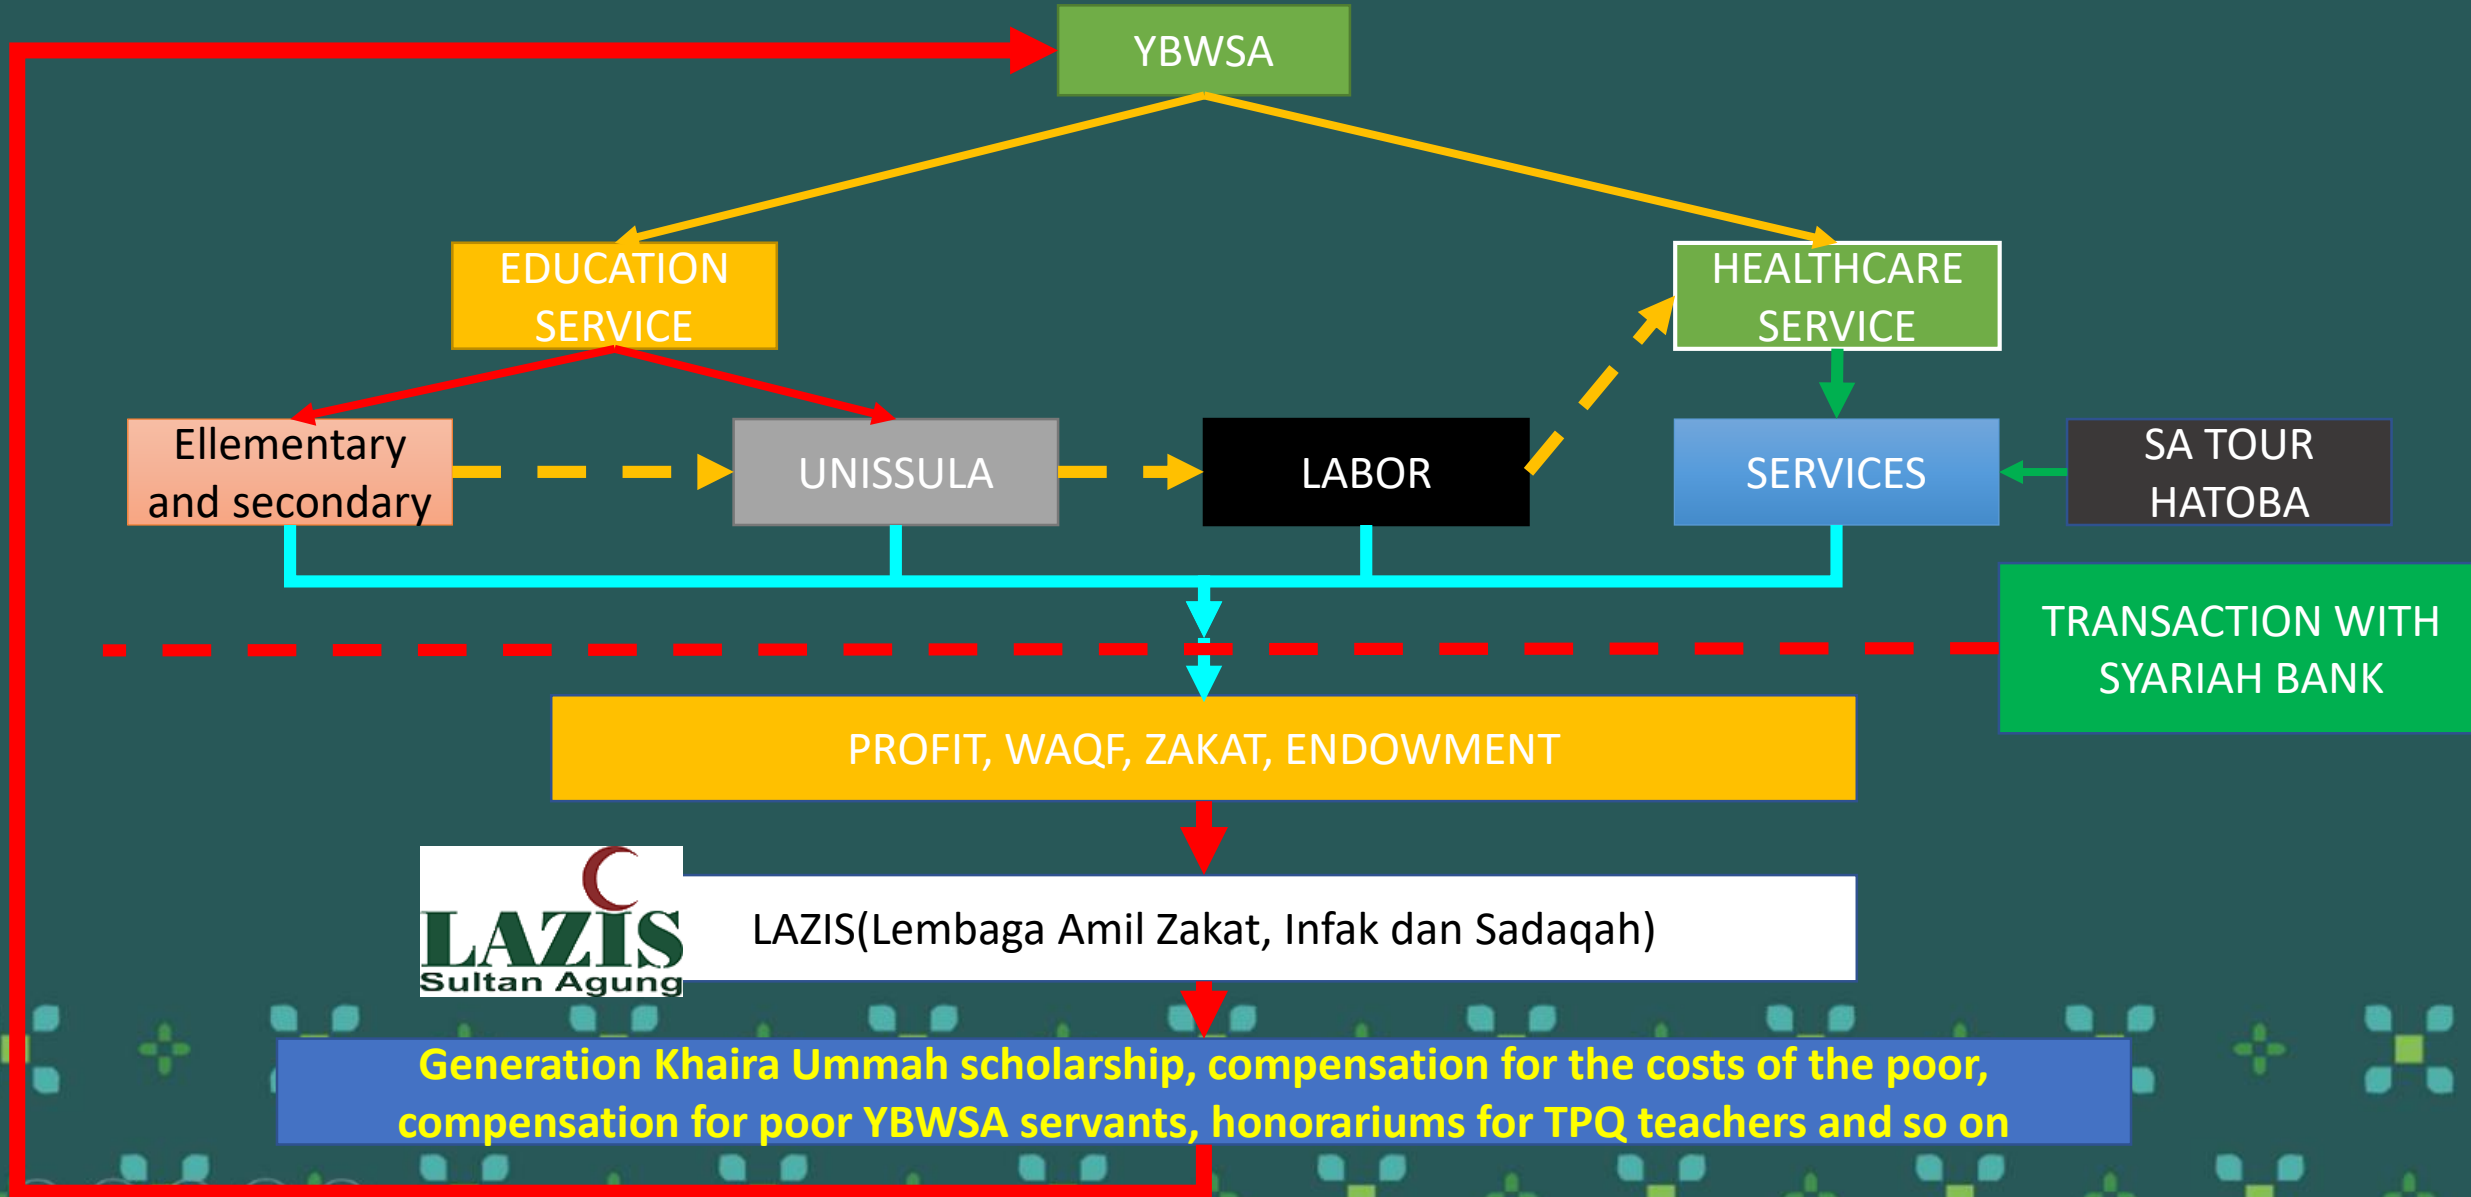 YBWSA
EDUCATION
SERVICE
HEALTHCARE
SERVICE
Ellementary
and secondary
UNISSULA
LABOR
SERVICES
SA TOUR
HATOBA
TRANSACTION WITH
SYARIAH BANK
PROFIT, WAQF, ZAKAT, ENDOWMENT
LAZIS
Sultan Agung
LAZIS(Lembaga Amil Zakat, Infak dan Sadaqah)
Generation Khaira Ummah scholarship, compensation for the costs of the poor,
compensation for poor YBWSA servants, honorariums for TPQ teachers and so on